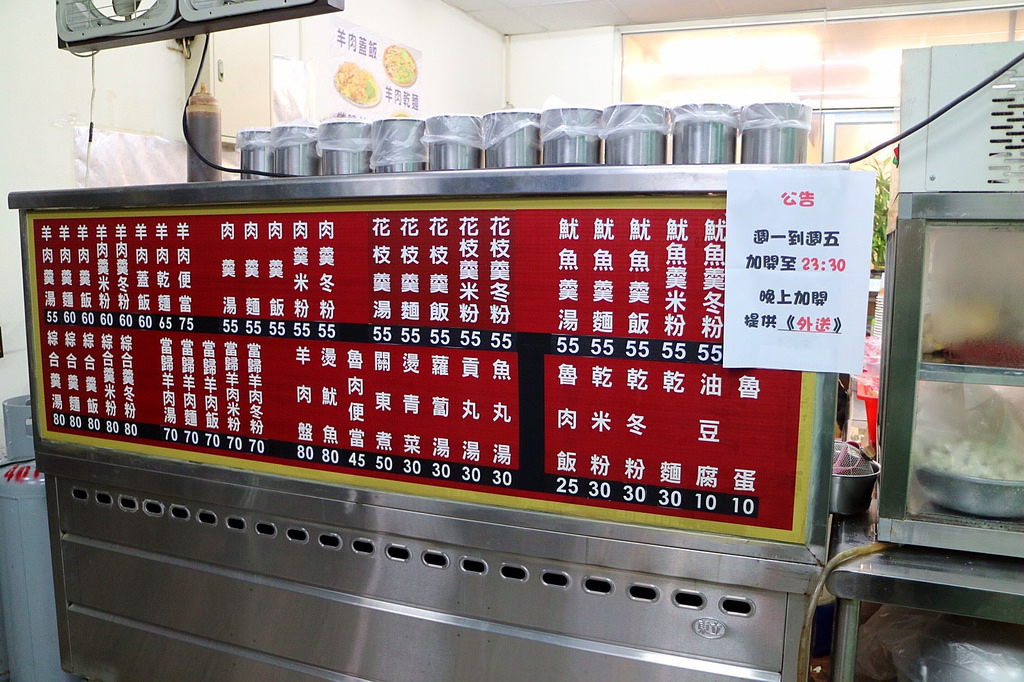 羊肉蓋飯
羊肉乾麵
羊肉羹湯 55
羊肉羹麵 60
羊肉羹飯 60
羊肉羹米粉 60
羊肉羹冬粉 60
羊肉蓋飯 60
羊肉乾麵 65
羊肉便當 75
肉羹湯 55
肉羹麵 55
肉羹飯 55
肉羹米粉 55
肉羹冬粉 55
花枝羹湯 55
花枝羹麵 55
花枝羹飯 55
花枝羹米粉 55
花枝羹冬粉 55
魷魚羹湯 55
魷魚羹麵 55
魷魚羹飯 55
魷魚羹米粉 55
魷魚羹冬粉 55
綜合羹湯 80
綜合羹麵 80
綜合羹飯 80
綜合羹米粉 80
綜合羹冬粉 80
當歸羊肉湯 70
當歸羊肉麵 70
當歸羊肉飯 70
當歸羊肉米粉 70
當歸羊肉冬粉 70
羊肉盤 80
燙魷魚 80
魯肉便當 45
關東煮 50
燙青菜 30
蘿蔔湯 30
貢丸湯 30
魚丸湯 30
魯肉飯 25
乾米粉 30
乾冬粉 30
乾麵 30
油豆腐 10
魯蛋 10
公告
週一到週五
加開至 23:30
晚上加開
提供《外送》